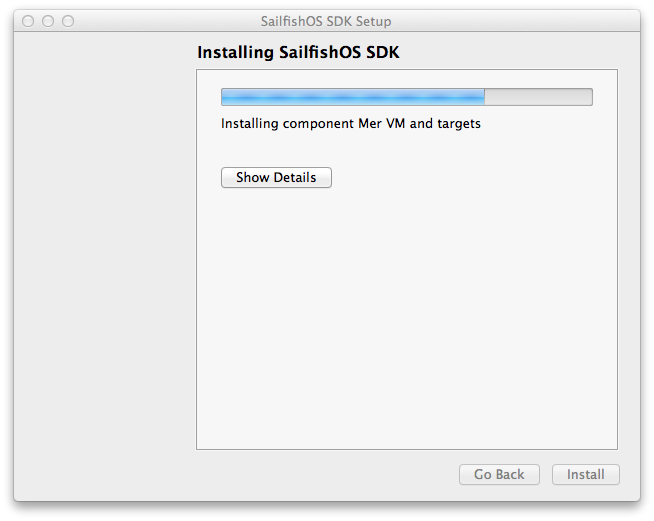 SailfishOS SDK Setup
Installing SailfishOS SDK
Installing component Mer VM and targets
Show Details
Go Back
Install